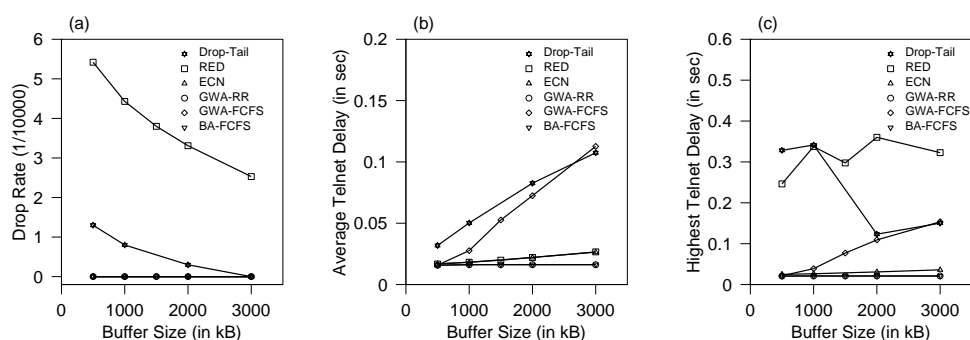 (a)
6
5
4
3
2
1
0
Drop Rate (1/10000)
0 1000 2000 3000
Buffer Size (in kB)
Drop-Tail
RED
ECN
GWA-RR
GWA-FCFS
BA-FCFS
(b)
0.2
0.15
0.1
0.05
0
Average Telnet Delay (in sec)
0 1000 2000 3000
Buffer Size (in kB)
Drop-Tail
RED
ECN
GWA-RR
GWA-FCFS
BA-FCFS
(c)
0.6
0.5
0.4
0.3
0.2
0.1
0
Highest Telnet Delay (in sec)
0 1000 2000 3000
Buffer Size (in kB)
Drop-Tail
RED
ECN
GWA-RR
GWA-FCFS
BA-FCFS